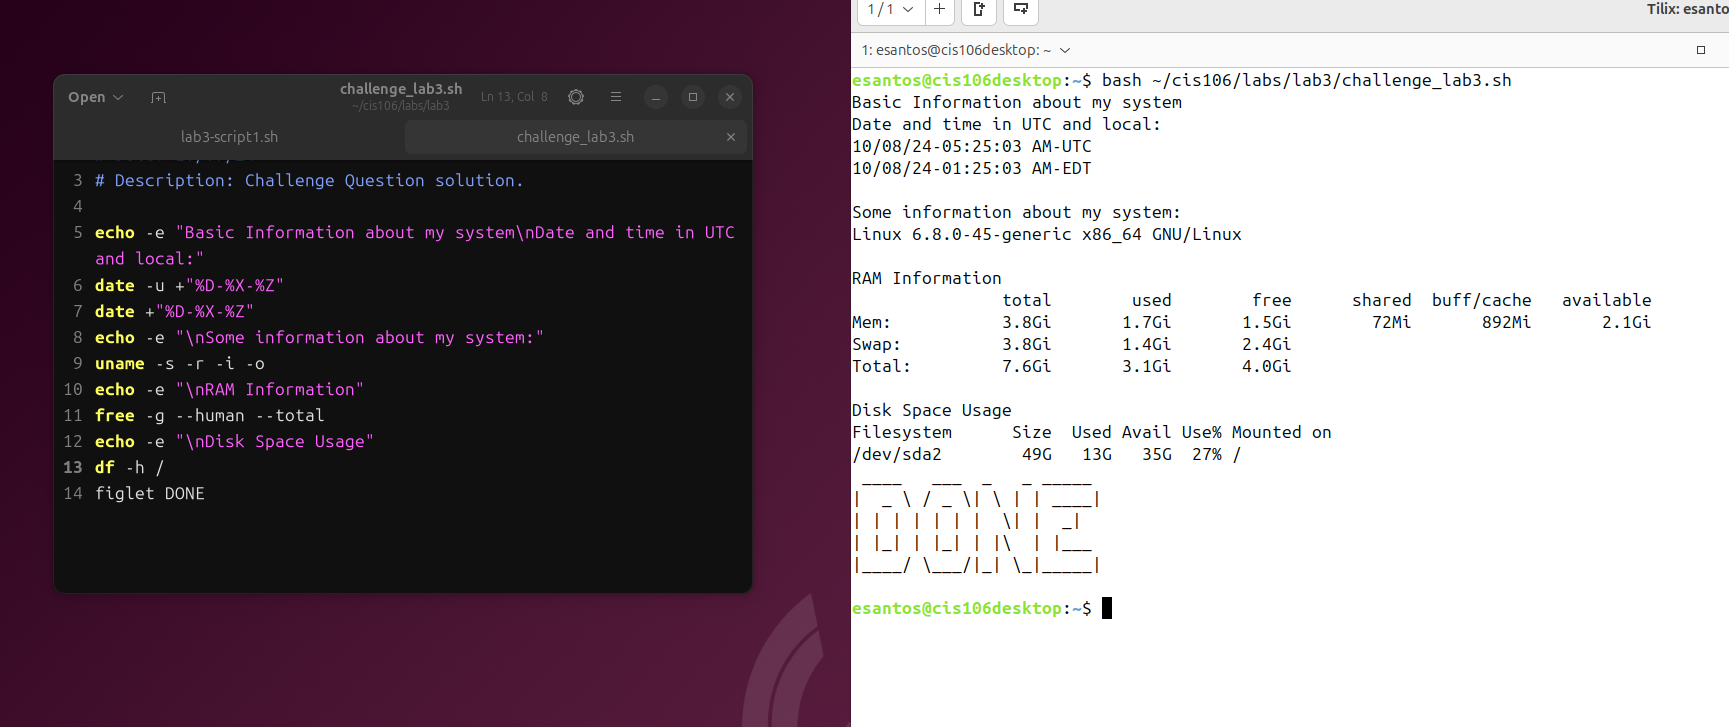 Open
challenge_lab3.sh
~/cis106/labs/lab3
Ln 13, Col 8
lab3-script1.sh
challenge_lab3.sh
3 # Description: Challenge Question solution.
4
5 echo -e "Basic Information about my system\nDate and time in UTC
and local:"
6 date -u +"%D-%X-%Z"
7 date +"%D-%X-%Z"
8 echo -e "\nSome information about my system:"
9 uname -s -r -i -o
10 echo -e "\nRAM Information"
11 free -g --human --total
12 echo -e "\nDisk Space Usage"
13 df -h /
14 figlet DONE
1 / 1
Tilix: esanto
1: esantos@cis106desktop: ~
esantos@cis106desktop:~$ bash ~/cis106/labs/lab3/challenge_lab3.sh
Basic Information about my system
Date and time in UTC and local:
10/08/24-05:25:03 AM-UTC
10/08/24-01:25:03 AM-EDT
Some information about my system:
Linux 6.8.0-45-generic x86_64 GNU/Linux
RAM Information
total used free shared buff/cache available
Mem: 3.8Gi 1.7Gi 1.5Gi 72Mi 892Mi 2.1Gi
Swap: 3.8Gi 1.4Gi 2.4Gi
Total: 7.6Gi 3.1Gi 4.0Gi
Disk Space Usage
Filesystem Size Used Avail Use% Mounted on
/dev/sda2 49G 13G 35G 27% /
DONE
esantos@cis106desktop:~$